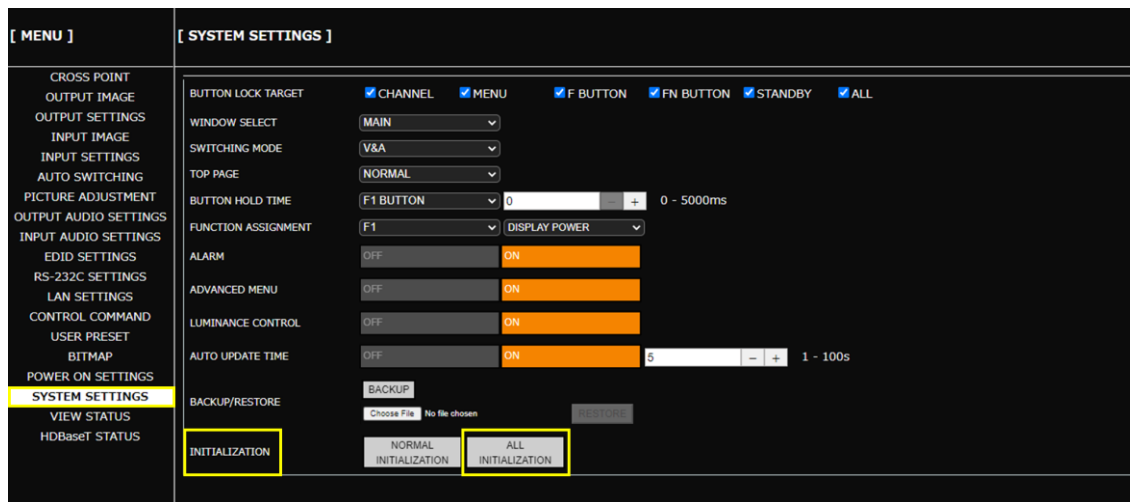 [ MENU ]
[ SYSTEM SETTINGS ]
CROSS POINT
OUTPUT IMAGE
OUTPUT SETTINGS
INPUT IMAGE
INPUT SETTINGS
AUTO SWITCHING
PICTURE ADJUSTMENT
OUTPUT AUDIO SETTINGS
INPUT AUDIO SETTINGS
EDID SETTINGS
RS-232C SETTINGS
LAN SETTINGS
CONTROL COMMAND
USER PRESET
BITMAP
POWER ON SETTINGS
SYSTEM SETTINGS
VIEW STATUS
HDBaseT STATUS
BUTTON LOCK TARGET CHANNEL MENU F BUTTON FN BUTTON STANDBY ALL
WINDOW SELECT MAIN
SWITCHING MODE V&A
TOP PAGE NORMAL
BUTTON HOLD TIME F1 BUTTON 0 - + 0 - 5000ms
FUNCTION ASSIGNMENT F1 DISPLAY POWER
ALARM OFF ON
ADVANCED MENU OFF ON
LUMINANCE CONTROL OFF ON
AUTO UPDATE TIME OFF ON 5 - + 1 - 100s
BACKUP/RESTORE
BACKUP
Choose File No file chosen RESTORE
INITIALIZATION
NORMAL
INITIALIZATION
ALL
INITIALIZATION